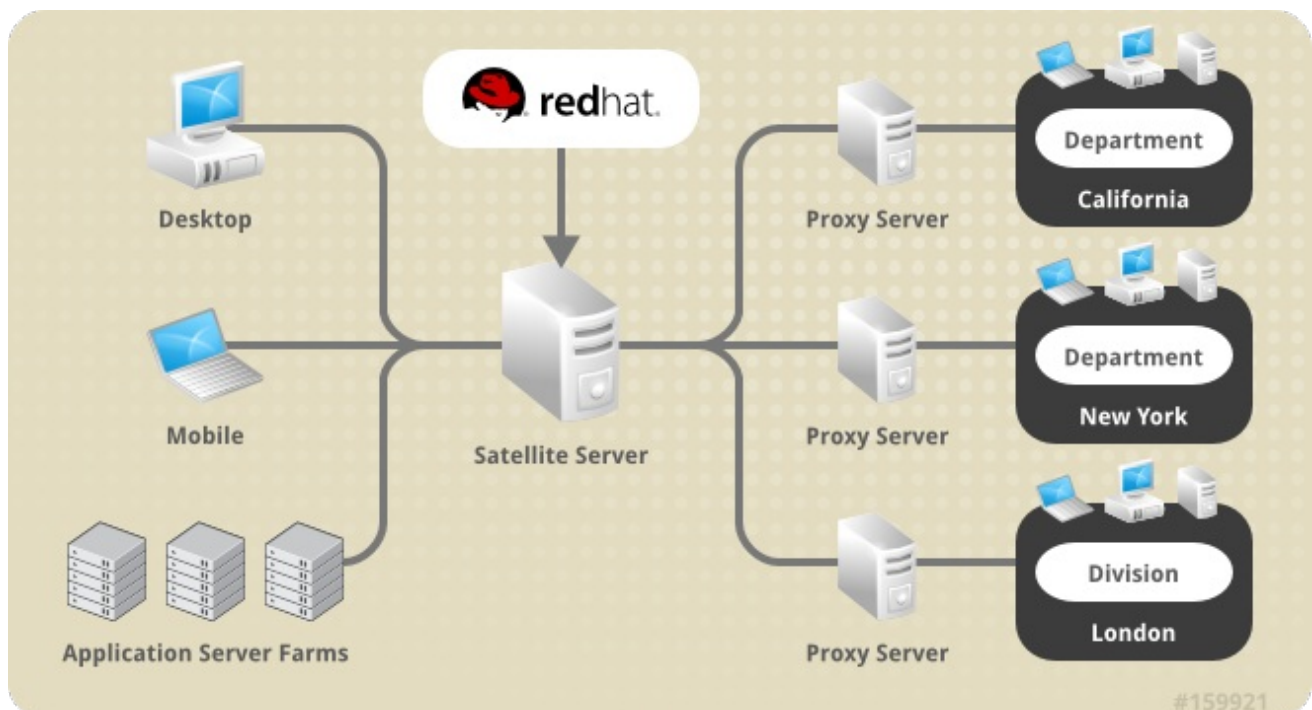 redhat.
Desktop
Proxy Server
Department
California
Mobile
Satellite Server
Proxy Server
Department
New York
Application Server Farms
Proxy Server
Division
London
#159921